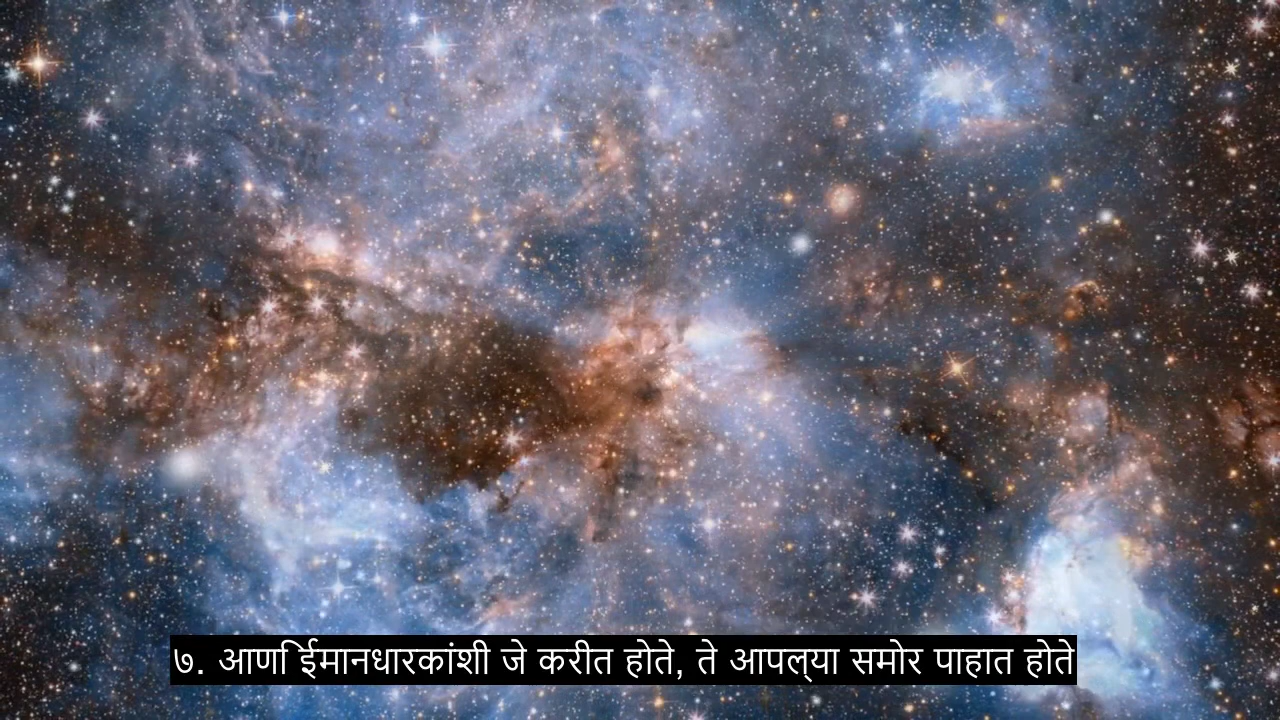 ७. आणि ईमानधारकांशी जे करीत होते, ते आपल्या समोर पाहात होते